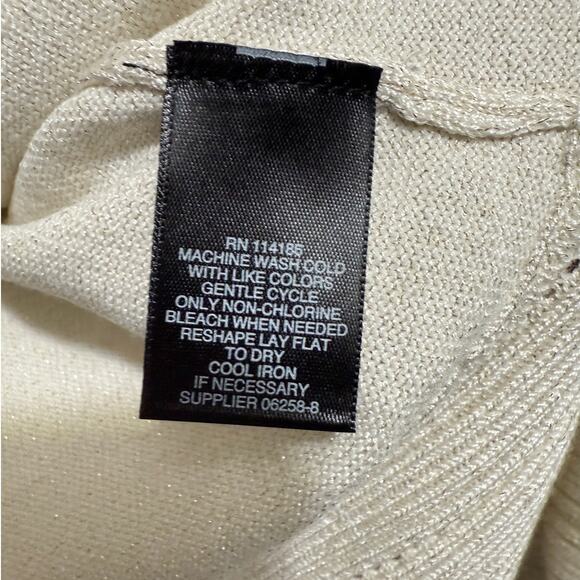 RN 114185
MACHINE WASH COLD
WITH LIKE COLORS
GENTLE CYCLE
ONLY NON-CHLORINE
BLEACH WHEN NEEDED
RESHAPE LAY FLAT
TO DRY
COOL IRON
IF NECESSARY
SUPPLIER 06258-8